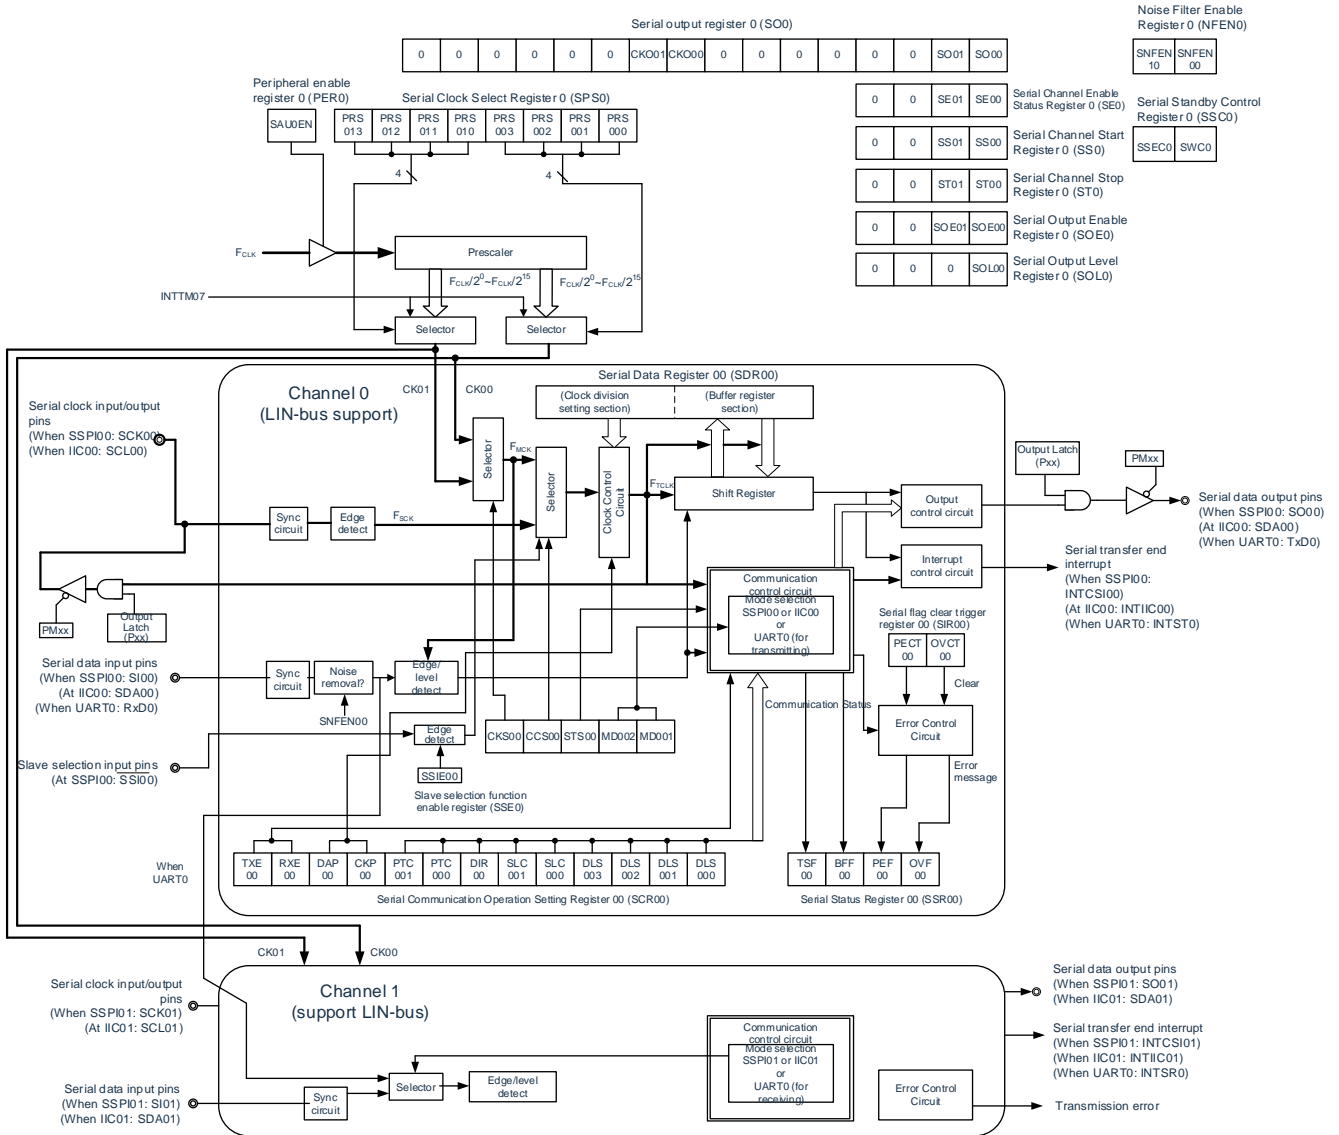 Serial output register 0 (SO0)
0 0 0 0 0 0 CKO01 CKO00 0 0 0 0 0 0 SO01 SO00
Noise Filter Enable
Register 0 (NFEN0)
SNFEN 10 SNFEN 00
Peripheral enable
register 0 (PER0)
SAU0EN
Serial Clock Select Register 0 (SPS0)
PRS 013 PRS 012 PRS 011 PRS 010 PRS 003 PRS 002 PRS 001 PRS 000
4
4
0 0 SE01 SE00
Serial Channel Enable
Status Register 0 (SE0)
Serial Standby Control
Register 0 (SSC0)
SSEC0 SWC0
0 0 SS01 SS00
Serial Channel Start
Register 0 (SS0)
0 0 ST01 ST00
Serial Channel Stop
Register 0 (ST0)
0 0 SOE01 SOE00
Serial Output Enable
Register 0 (SOE0)
0 0 0 SOL00
Serial Output Level
Register 0 (SOL0)
FCLK
Prescaler
FCLK/2^0~FCLK/2^15
FCLK/2^0~FCLK/2^15
INTTM07
Selector
Selector
Channel 0
(LIN-bus support)
CK01
CK00
Serial Data Register 00 (SDR00)
(Clock division
setting section)
(Buffer register
section)
Serial clock input/output
pins
(When SSPI00: SCK00)
(When IIC00: SCL00)
Selector
FMCK
Selector
Clock Control
Circuit
FTCLK
Shift Register
Output
control circuit
Output Latch
(Pxx)
PMxx
Serial data output pins
(When SSPI00: SO00)
(At IIC00: SDA00)
(When UART0: TxD0)
Sync
circuit
Edge
detect
FSCK
Interrupt
control circuit
Serial transfer end
interrupt
(When SSPI00:
INTCSI00)
(At IIC00: INTIIC00)
(When UART0: INTST0)
PMxx
Output
Latch
(Pxx)
Communication
control circuit
Mode selection
SSPI00 or IIC00
or
UART0 (for
transmitting)
Serial flag clear trigger
register 00 (SIR00)
PECT 00 OVCT 00
Clear
Serial data input pins
(When SSPI00: SI00)
(At IIC00: SDA00)
(When UART0: RxD0)
Sync
circuit
Noise
removal?
SNFEN00
Edge/
level
detect
Communication Status
Error Control
Circuit
Error
message
CKS00 CCS00 STS00 MD002 MD001
Edge
detect
SSIE00
Slave selection function
enable register (SSE0)
Slave selection input pins
(At SSPI00: SSI00)
When
UART0
TXE 00 RXE 00 DAP 00 CKP 00 PTC 001 PTC 000 DIR 00 SLC 001 SLC 000 DLS 003 DLS 002 DLS 001 DLS 000
Serial Communication Operation Setting Register 00 (SCR00)
TSF 00 BFF 00 PEF 00 OVF 00
Serial Status Register 00 (SSR00)
CK01
CK00
Channel 1
(support LIN-bus)
Serial clock input/output
pins
(When SSPI01: SCK01)
(At IIC01: SCL01)
Serial data input pins
(When SSPI01: SI01)
(When IIC01: SDA01)
Sync
circuit
Selector
Edge/level
detect
Communication
control circuit
Mode selection
SSPI01 or IIC01
or
UART0 (for
receiving)
Error Control
Circuit
Serial data output pins
(When SSPI01: SO01)
(When IIC01: SDA01)
Serial transfer end interrupt
(When SSPI01: INTCSI01)
(When IIC01: INTIIC01)
(When UART0: INTSR0)
Transmission error